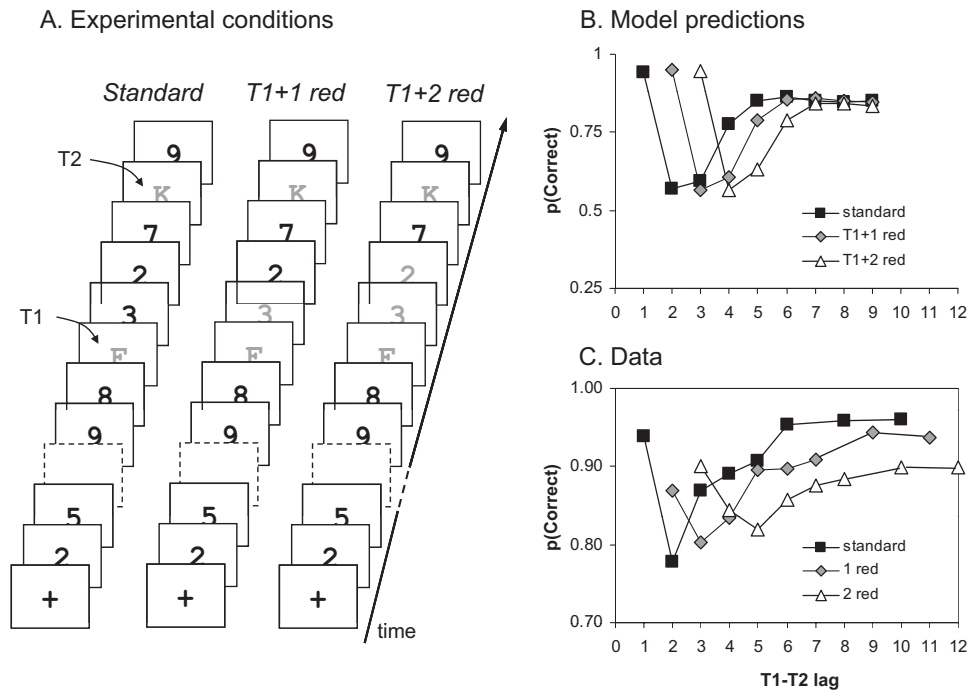 A. Experimental conditions
Standard
T1+1 red
T1+2 red
T2
T1
9
K
7
2
3
F
8
9
5
2
+
9
K
7
2
3
F
8
9
5
2
+
9
K
7
2
3
F
8
9
5
2
+
time
B. Model predictions
p(Correct)
1
0.75
0.5
0.25
standard
T1+1 red
T1+2 red
0 1 2 3 4 5 6 7 8 9 10 11 12
C. Data
p(Correct)
1.00
0.90
0.80
0.70
standard
1 red
2 red
0 1 2 3 4 5 6 7 8 9 10 11 12
T1-T2 lag